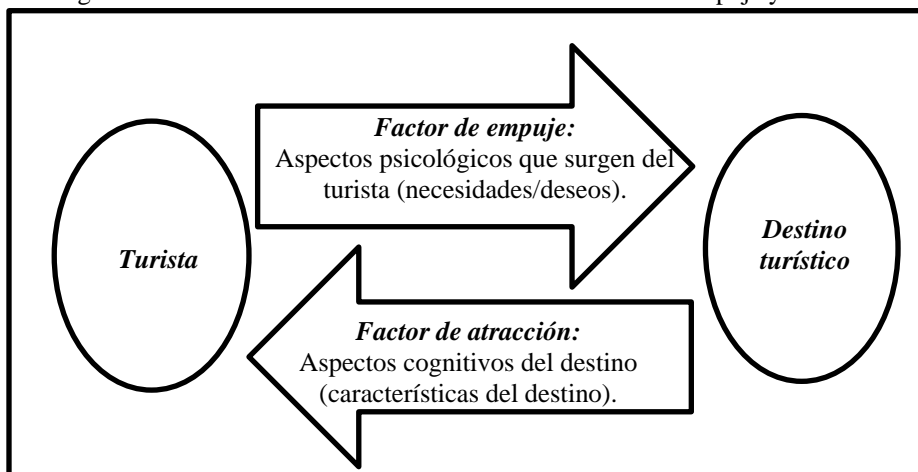 Factor de empuje:
Aspectos psicológicos que surgen del
turista (necesidades/deseos).
Turista
Destino
turístico
Factor de atracción:
Aspectos cognitivos del destino
(características del destino).